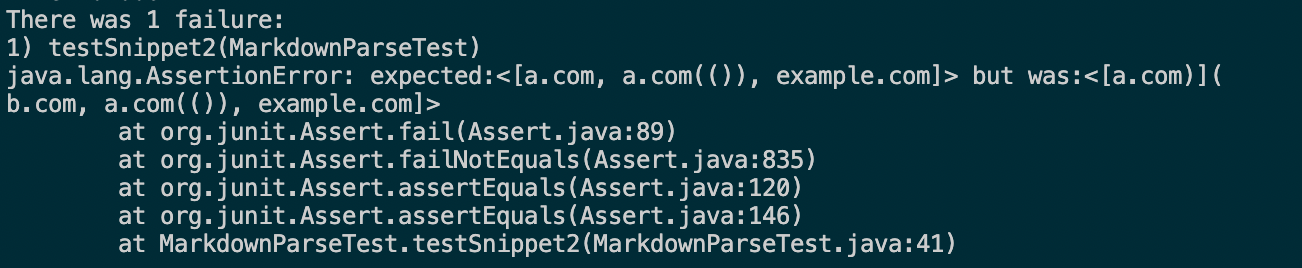 There was 1 failure:
1) testSnippet2(MarkdownParseTest)
java.lang.AssertionError: expected:<[a.com, a.com(()), example.com]> but was:<[a.com)](
b.com, a.com(()), example.com]>
        at org.junit.Assert.fail(Assert.java:89)
        at org.junit.Assert.failNotEquals(Assert.java:835)
        at org.junit.Assert.assertEquals(Assert.java:120)
        at org.junit.Assert.assertEquals(Assert.java:146)
        at MarkdownParseTest.testSnippet2(MarkdownParseTest.java:41)